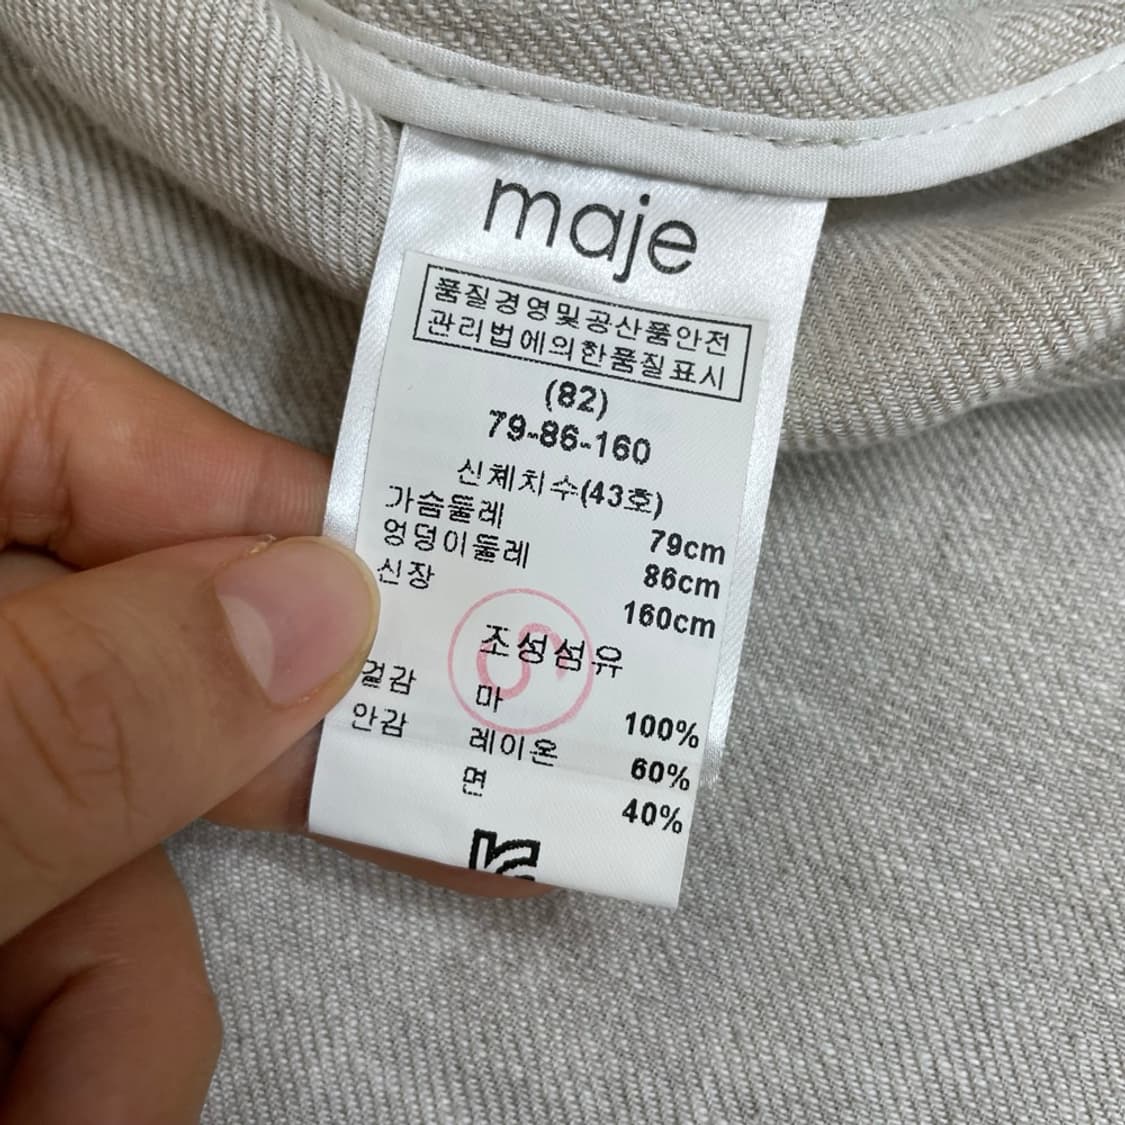 maje
품질경영및공산품안전
관리법에의한품질표시
(82)
79-86-160
신체치수(43호)
가슴둘레 79cm
엉덩이둘레 86cm
신장 160cm
조성섬유
겉감 마 100%
안감 레이온 60%
면 40%